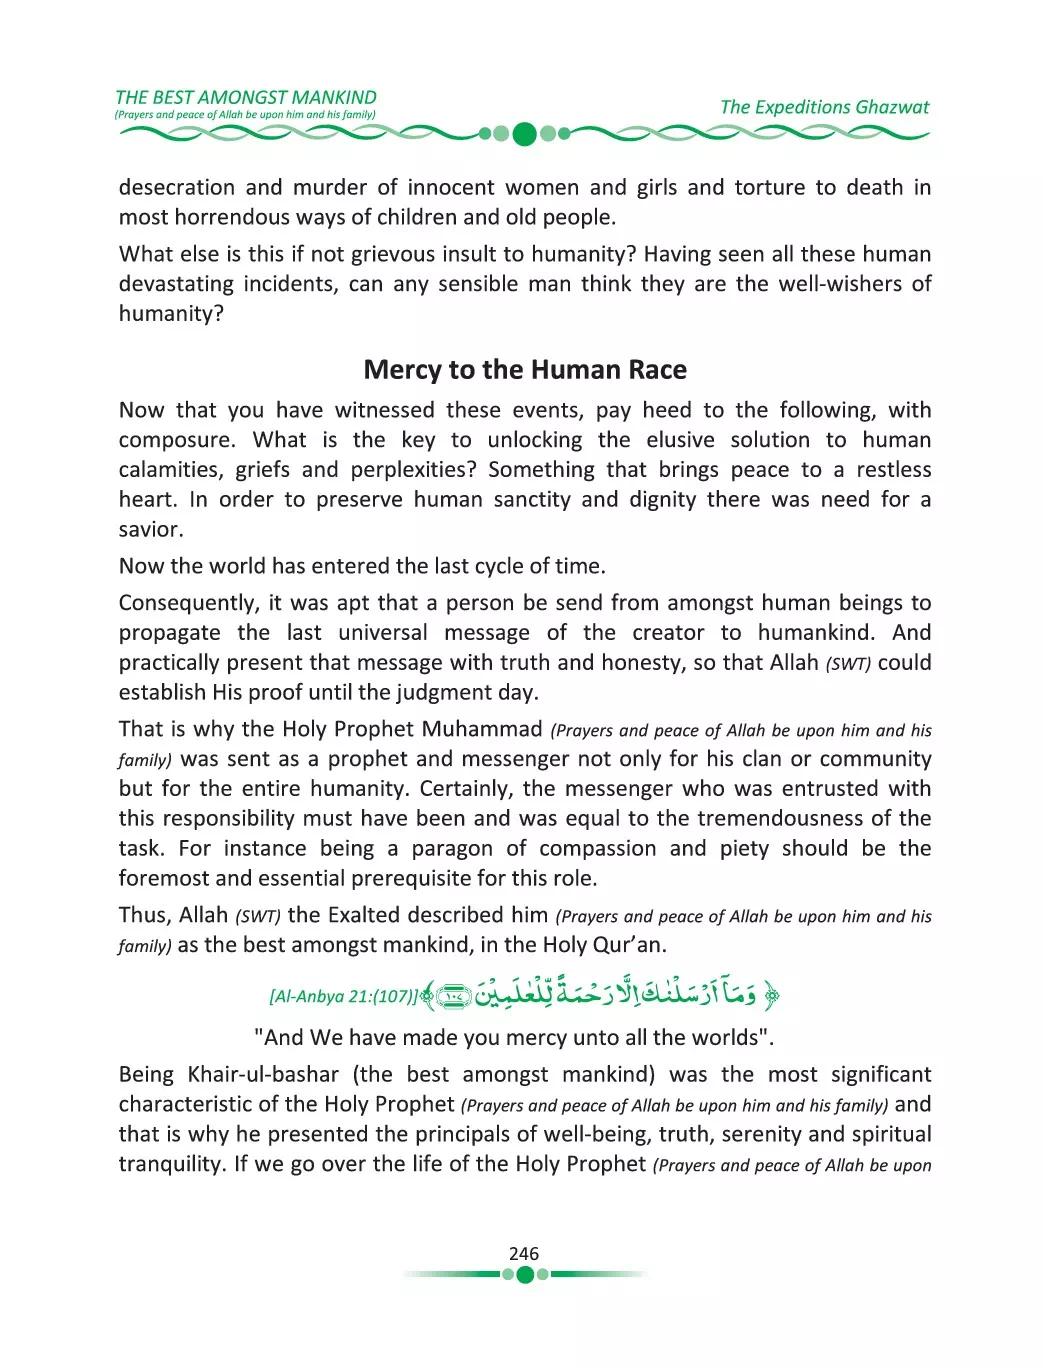 THE BEST AMONGST MANKIND
(Prayers and peace of Allah be upon him and his family)
The Expeditions Ghazwat
desecration and murder of innocent women and girls and torture to death in
most horrendous ways of children and old people.
What else is this if not grievous insult to humanity? Having seen all these human
devastating incidents, can any sensible man think they are the well-wishers of
humanity?
Mercy to the Human Race
Now that you have witnessed these events, pay heed to the following, with
composure. What is the key to unlocking the elusive solution to human
calamities, griefs and perplexities? Something that brings peace to a restless
heart. In order to preserve human sanctity and dignity there was need for a
savior.
Now the world has entered the last cycle of time.
Consequently, it was apt that a person be send from amongst human beings to
propagate the last universal message of the creator to humankind. And
practically present that message with truth and honesty, so that Allah (SWT) could
establish His proof until the judgment day.
That is why the Holy Prophet Muhammad (Prayers and peace of Allah be upon him and his
family) was sent as a prophet and messenger not only for his clan or community
but for the entire humanity. Certainly, the messenger who was entrusted with
this responsibility must have been and was equal to the tremendousness of the
task. For instance being a paragon of compassion and piety should be the
foremost and essential prerequisite for this role.
Thus, Allah (SWT) the Exalted described him (Prayers and peace of Allah be upon him and his
family) as the best amongst mankind, in the Holy Qur’an.
﴿ وَمَاۤ اَرْسَلْنٰكَ اِلَّا رَحْمَةً لِّلْعٰلَمِيْنَ ١٠٧ ﴾ [Al-Anbya 21:(107)]
"And We have made you mercy unto all the worlds".
Being Khair-ul-bashar (the best amongst mankind) was the most significant
characteristic of the Holy Prophet (Prayers and peace of Allah be upon him and his family) and
that is why he presented the principals of well-being, truth, serenity and spiritual
tranquility. If we go over the life of the Holy Prophet (Prayers and peace of Allah be upon
246